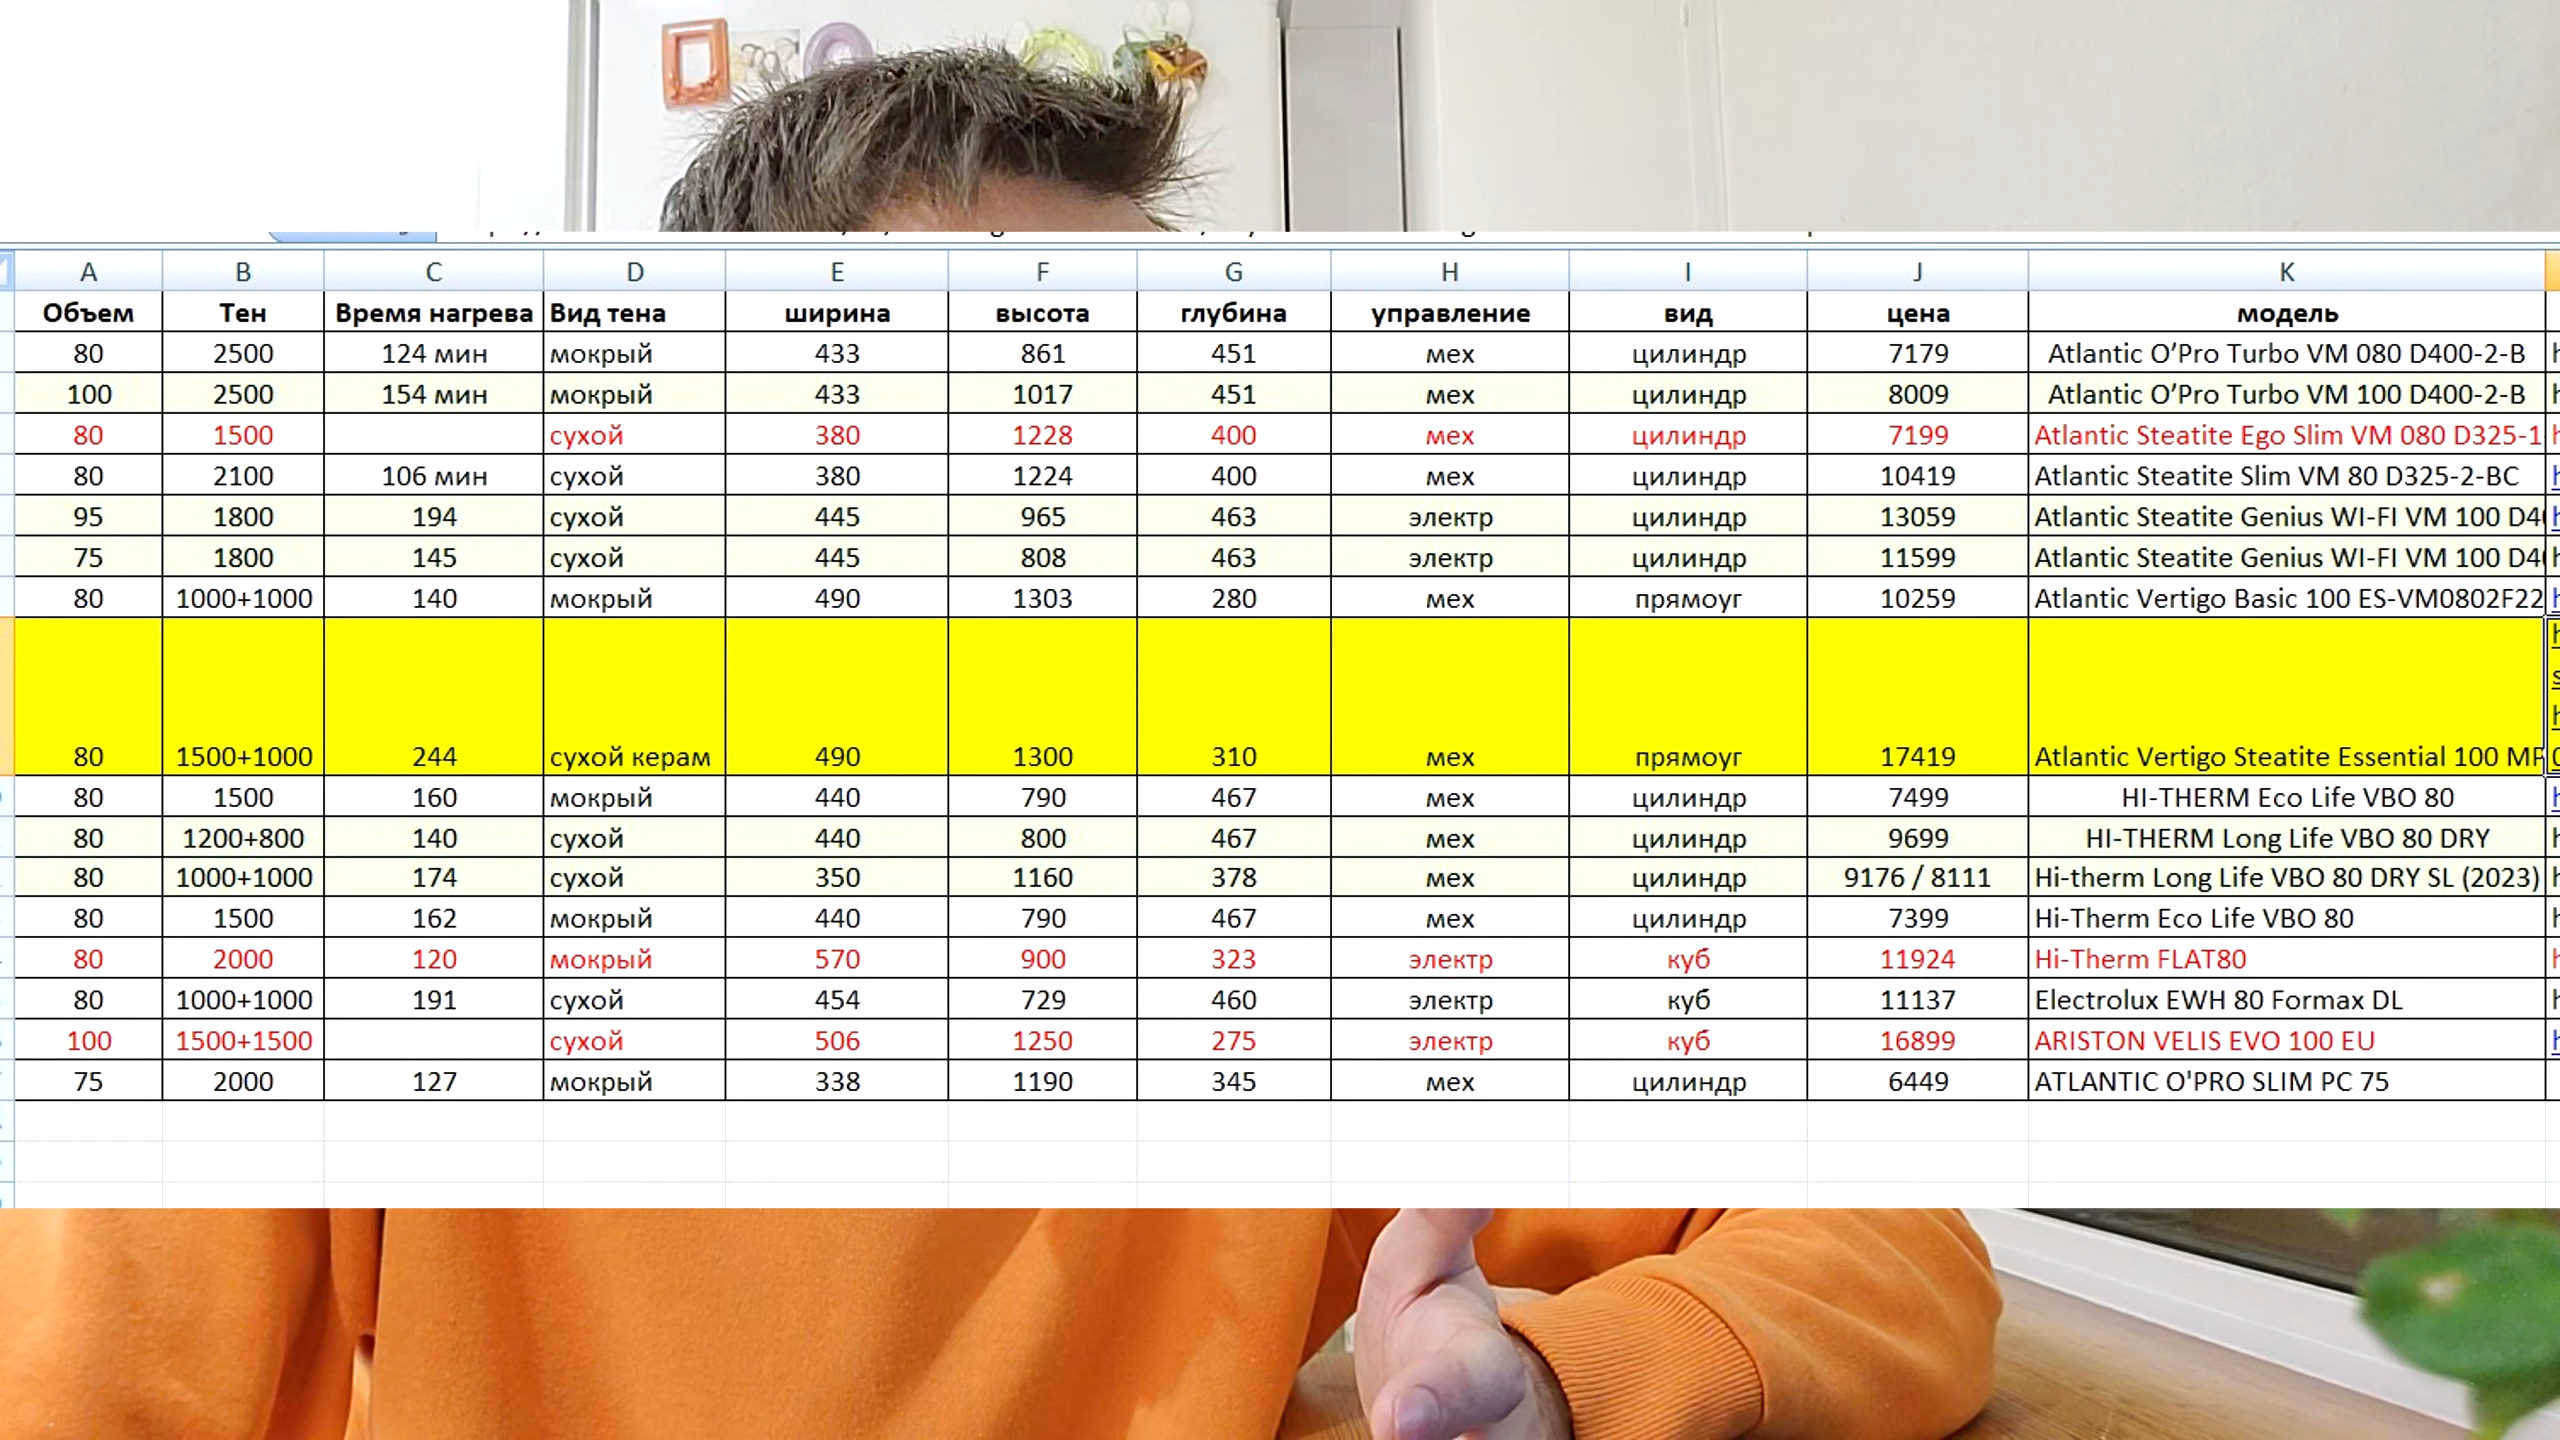 A B C D E F G H I J K
Объем Тен Время нагрева Вид тена ширина высота глубина управление вид цена модель
80 2500 124 мин мокрый 433 861 451 мех цилиндр 7179 Atlantic O’Pro Turbo VM 080 D400-2-B
100 2500 154 мин мокрый 433 1017 451 мех цилиндр 8009 Atlantic O’Pro Turbo VM 100 D400-2-B
80 1500 сухой 380 1228 400 мех цилиндр 7199 Atlantic Steatite Ego Slim VM 080 D325-1
80 2100 106 мин сухой 380 1224 400 мех цилиндр 10419 Atlantic Steatite Slim VM 80 D325-2-BC
95 1800 194 сухой 445 965 463 электр цилиндр 13059 Atlantic Steatite Genius WI-FI VM 100 D4
75 1800 145 сухой 445 808 463 электр цилиндр 11599 Atlantic Steatite Genius WI-FI VM 100 D4
80 1000+1000 140 мокрый 490 1303 280 мех прямоуг 10259 Atlantic Vertigo Basic 100 ES-VM0802F22
80 1500+1000 244 сухой керам 490 1300 310 мех прямоуг 17419 Atlantic Vertigo Steatite Essential 100 MP
80 1500 160 мокрый 440 790 467 мех цилиндр 7499 HI-THERM Eco Life VBO 80
80 1200+800 140 сухой 440 800 467 мех цилиндр 9699 HI-THERM Long Life VBO 80 DRY
80 1000+1000 174 сухой 350 1160 378 мех цилиндр 9176 / 8111 Hi-therm Long Life VBO 80 DRY SL (2023)
80 1500 162 мокрый 440 790 467 мех цилиндр 7399 Hi-Therm Eco Life VBO 80
80 2000 120 мокрый 570 900 323 электр куб 11924 Hi-Therm FLAT80
80 1000+1000 191 сухой 454 729 460 электр куб 11137 Electrolux EWH 80 Formax DL
100 1500+1500 сухой 506 1250 275 электр куб 16899 ARISTON VELIS EVO 100 EU
75 2000 127 мокрый 338 1190 345 мех цилиндр 6449 ATLANTIC O'PRO SLIM PC 75